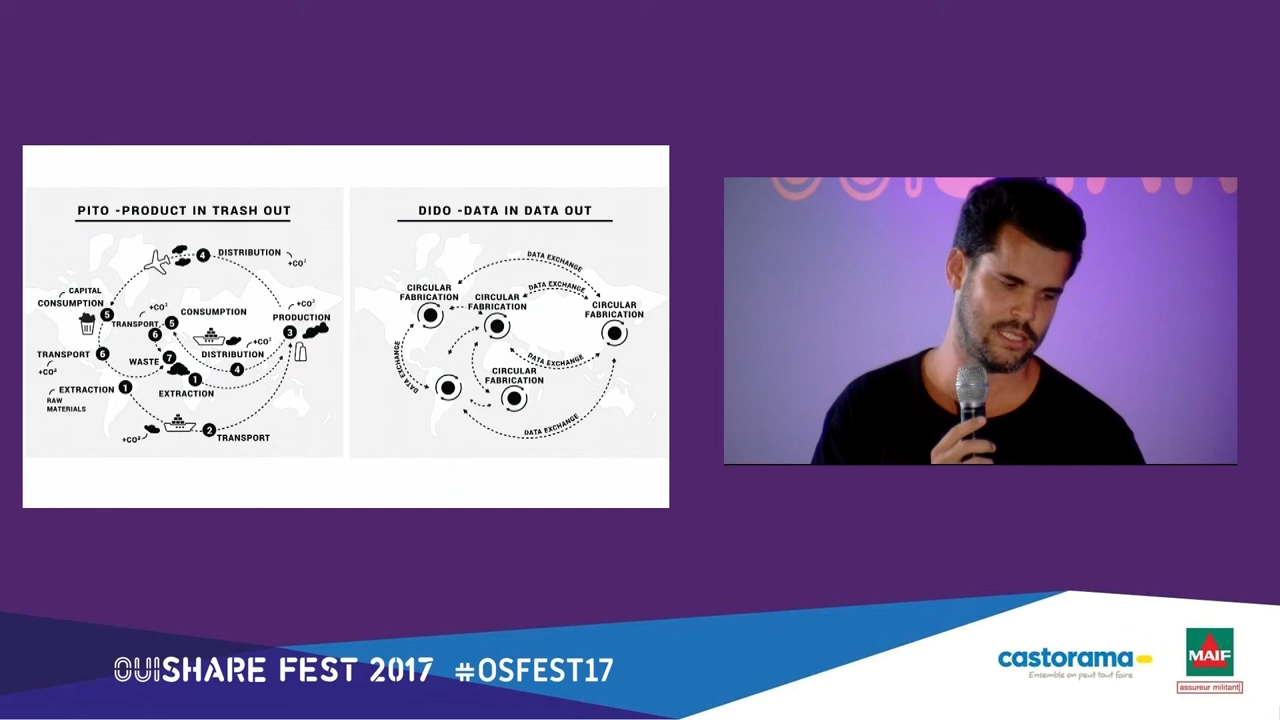 PITO -PRODUCT IN TRASH OUT
4 DISTRIBUTION
+CO²
CAPITAL
CONSUMPTION
5
+CO²
TRANSPORT
6
5
CONSUMPTION
+CO²
PRODUCTION
3
TRANSPORT
6
+CO²
WASTE
7
+CO²
DISTRIBUTION
4
EXTRACTION
1
RAW
MATERIALS
1
EXTRACTION
+CO²
2
TRANSPORT
DIDO -DATA IN DATA OUT
DATA EXCHANGE
DATA EXCHANGE
CIRCULAR
FABRICATION
CIRCULAR
FABRICATION
CIRCULAR
FABRICATION
DATA EXCHANGE
DATA EXCHANGE
CIRCULAR
FABRICATION
DATA EXCHANGE
OUISHARE FEST 2017 #OSFEST17
castorama
Ensemble on peut tout faire
MAIF
assureur militant